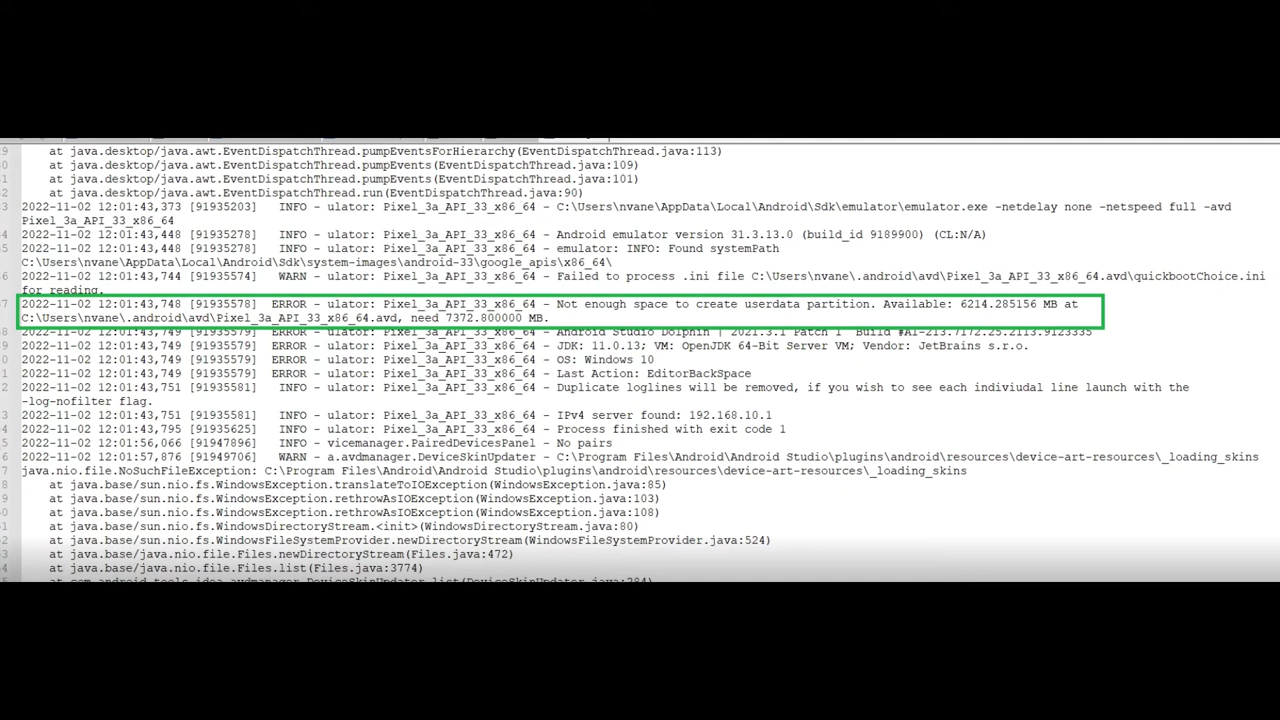 29 at java.desktop/java.awt.EventDispatchThread.pumpEventsForHierarchy(EventDispatchThread.java:113)
30 at java.desktop/java.awt.EventDispatchThread.pumpEvents(EventDispatchThread.java:109)
31 at java.desktop/java.awt.EventDispatchThread.pumpEvents(EventDispatchThread.java:101)
32 at java.desktop/java.awt.EventDispatchThread.run(EventDispatchThread.java:90)
2022-11-02 12:01:43,373 [91935203] INFO - ulator: Pixel_3a_API_33_x86_64 - C:\Users\nvane\AppData\Local\Android\Sdk\emulator\emulator.exe -netdelay none -netspeed full -avd
Pixel_3a_API_33_x86_64
2022-11-02 12:01:43,448 [91935278] INFO - ulator: Pixel_3a_API_33_x86_64 - Android emulator version 31.3.13.0 (build_id 9189900) (CL:N/A)
2022-11-02 12:01:43,448 [91935278] INFO - ulator: Pixel_3a_API_33_x86_64 - emulator: INFO: Found systemPath
C:\Users\nvane\AppData\Local\Android\Sdk\system-images\android-33\google_apis\x86_64\
2022-11-02 12:01:43,744 [91935574] WARN - ulator: Pixel_3a_API_33_x86_64 - Failed to process .ini file C:\Users\nvane\.android\avd\Pixel_3a_API_33_x86_64.avd\quickbootChoice.ini
for reading.
2022-11-02 12:01:43,748 [91935578] ERROR - ulator: Pixel_3a_API_33_x86_64 - Not enough space to create userdata partition. Available: 6214.285156 MB at
C:\Users\nvane\.android\avd\Pixel_3a_API_33_x86_64.avd, need 7372.800000 MB.
2022-11-02 12:01:43,749 [91935579] ERROR - ulator: Pixel_3a_API_33_x86_64 - Android Studio Dolphin | 2021.3.1 Patch 1 Build #AI-213.7172.25.2113.9123335
2022-11-02 12:01:43,749 [91935579] ERROR - ulator: Pixel_3a_API_33_x86_64 - JDK: 11.0.13; VM: OpenJDK 64-Bit Server VM; Vendor: JetBrains s.r.o.
2022-11-02 12:01:43,749 [91935579] ERROR - ulator: Pixel_3a_API_33_x86_64 - OS: Windows 10
2022-11-02 12:01:43,749 [91935579] ERROR - ulator: Pixel_3a_API_33_x86_64 - Last Action: EditorBackSpace
2022-11-02 12:01:43,751 [91935581] INFO - ulator: Pixel_3a_API_33_x86_64 - Duplicate loglines will be removed, if you wish to see each indiviudal line launch with the
-log-nofilter flag.
2022-11-02 12:01:43,751 [91935581] INFO - ulator: Pixel_3a_API_33_x86_64 - IPv4 server found: 192.168.10.1
2022-11-02 12:01:43,795 [91935625] INFO - ulator: Pixel_3a_API_33_x86_64 - Process finished with exit code 1
2022-11-02 12:01:56,066 [91947896] INFO - vicemanager.PairedDevicesPanel - No pairs
2022-11-02 12:01:57,876 [91949706] WARN - a.avdmanager.DeviceSkinUpdater - C:\Program Files\Android\Android Studio\plugins\android\resources\device-art-resources\_loading_skins
java.nio.file.NoSuchFileException: C:\Program Files\Android\Android Studio\plugins\android\resources\device-art-resources\_loading_skins
at java.base/sun.nio.fs.WindowsException.translateToIOException(WindowsException.java:85)
at java.base/sun.nio.fs.WindowsException.rethrowAsIOException(WindowsException.java:103)
at java.base/sun.nio.fs.WindowsException.rethrowAsIOException(WindowsException.java:108)
at java.base/sun.nio.fs.WindowsDirectoryStream.<init>(WindowsDirectoryStream.java:80)
at java.base/sun.nio.fs.WindowsFileSystemProvider.newDirectoryStream(WindowsFileSystemProvider.java:524)
at java.base/java.nio.file.Files.newDirectoryStream(Files.java:472)
at java.base/java.nio.file.Files.list(Files.java:3774)
at com.android.tools.idea.avdmanager.DeviceSkinUpdater.list(DeviceSkinUpdater.java:284)